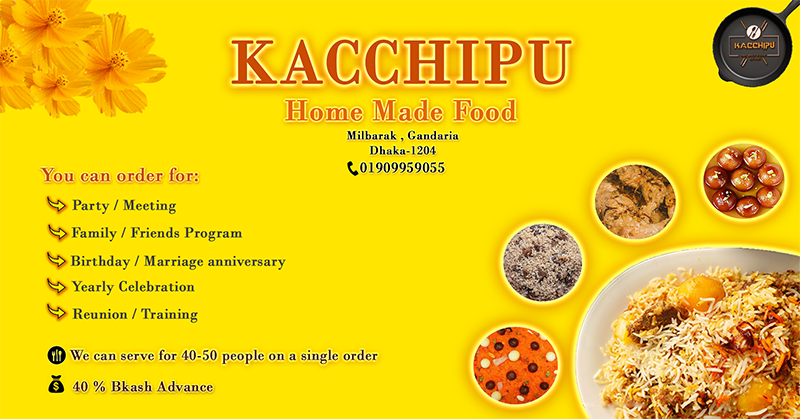 KACCHIPU
KACCHIPU
Home Made Food
Milbarak , Gandaria
Dhaka-1204
01909959055
You can order for:
Party / Meeting
Family / Friends Program
Birthday / Marriage anniversary
Yearly Celebration
Reunion / Training
We can serve for 40-50 people on a single order
40 % Bkash Advance